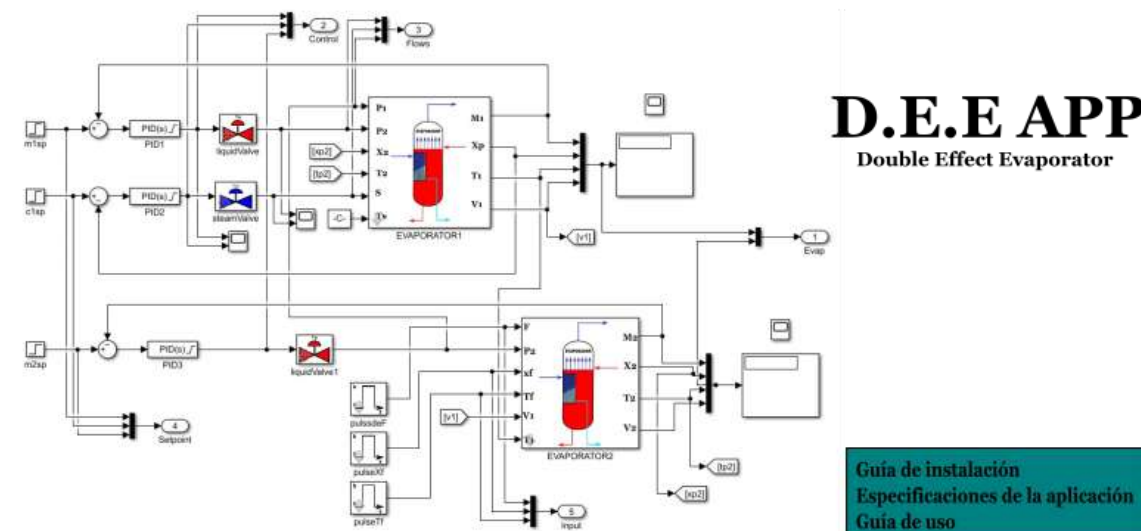 2
Control
3
Flows
P1
P2
X2
T2
S
M1
Xp
T1
V1
EVAPORATOR1
m1sp
PID(s)
PID1
liquidValve
[xp2]
[tp2]
c1sp
PID(s)
PID2
steamValve
-C-
[v1]
1
Evap
D.E.E APP
Double Effect Evaporator
m2sp
PID(s)
PID3
liquidValve1
F
P2
xf
Tf
V1
M2
X2
T2
V2
EVAPORATOR2
[v1]
pulseXf
pulseTf
4
Setpoint
[tp2]
[xp2]
5
Input
Guía de instalación
Especificaciones de la aplicación
Guía de uso